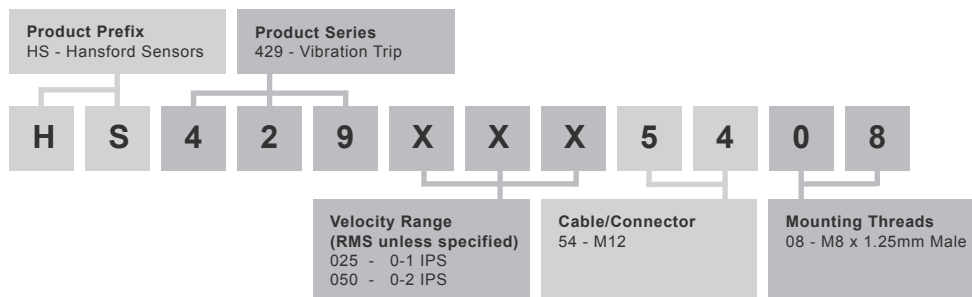 Product Prefix
HS - Hansford Sensors
Product Series
429 - Vibration Trip
H S 4 2 9 X X X 5 4 0 8
Velocity Range
(RMS unless specified)
025 - 0-1 IPS
050 - 0-2 IPS
Cable/Connector
54 - M12
Mounting Threads
08 - M8 x 1.25mm Male